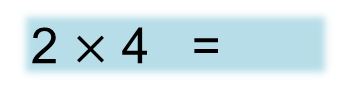 2 × 4 =